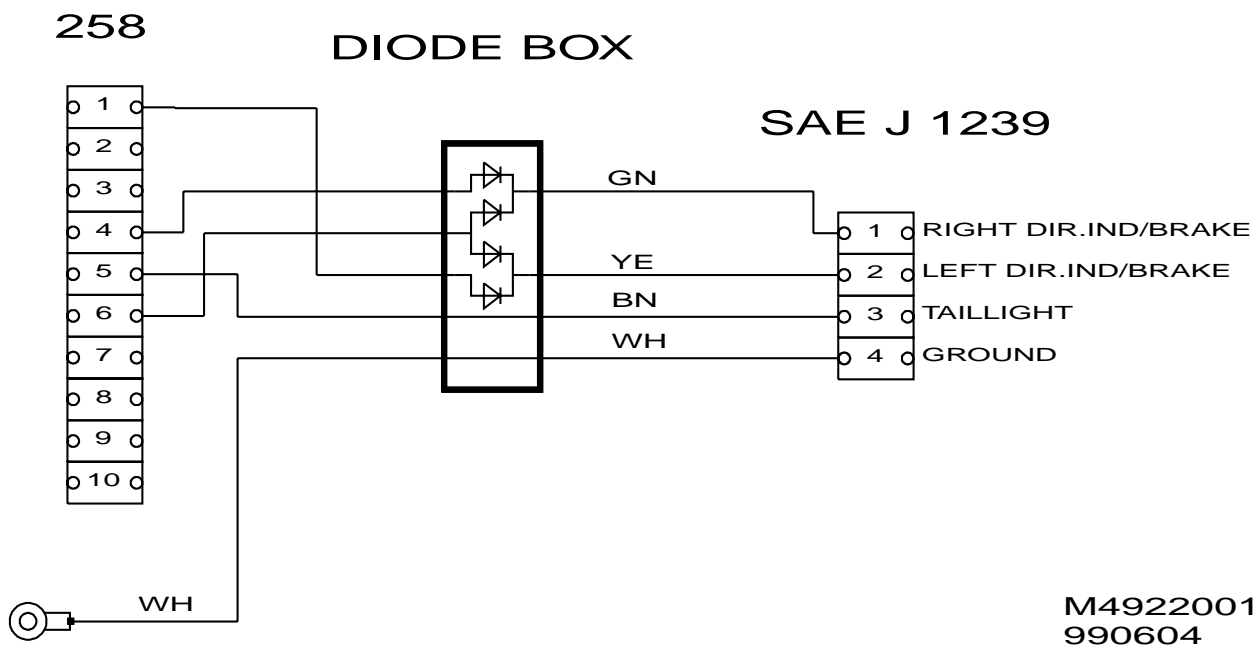 258
DIODE BOX
SAE J 1239
1
2
3
4
5
6
7
8
9
10
GN
YE
BN
WH
1 RIGHT DIR.IND/BRAKE
2 LEFT DIR.IND/BRAKE
3 TAILLIGHT
4 GROUND
WH
M4922001
990604